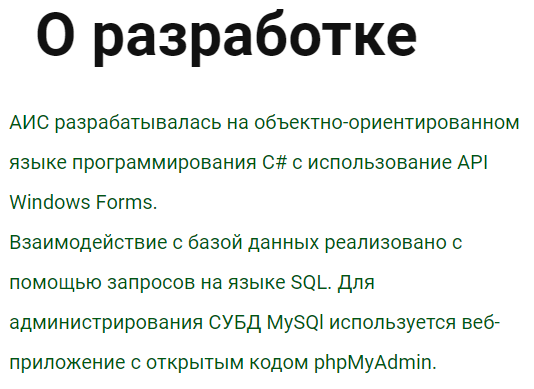 О разработке
АИС разрабатывалась на объектно-ориентированном
языке программирования C# с использование API
Windows Forms.
Взаимодействие с базой данных реализовано с
помощью запросов на языке SQL. Для
администрирования СУБД MySQl используется веб-
приложение с открытым кодом phpMyAdmin.